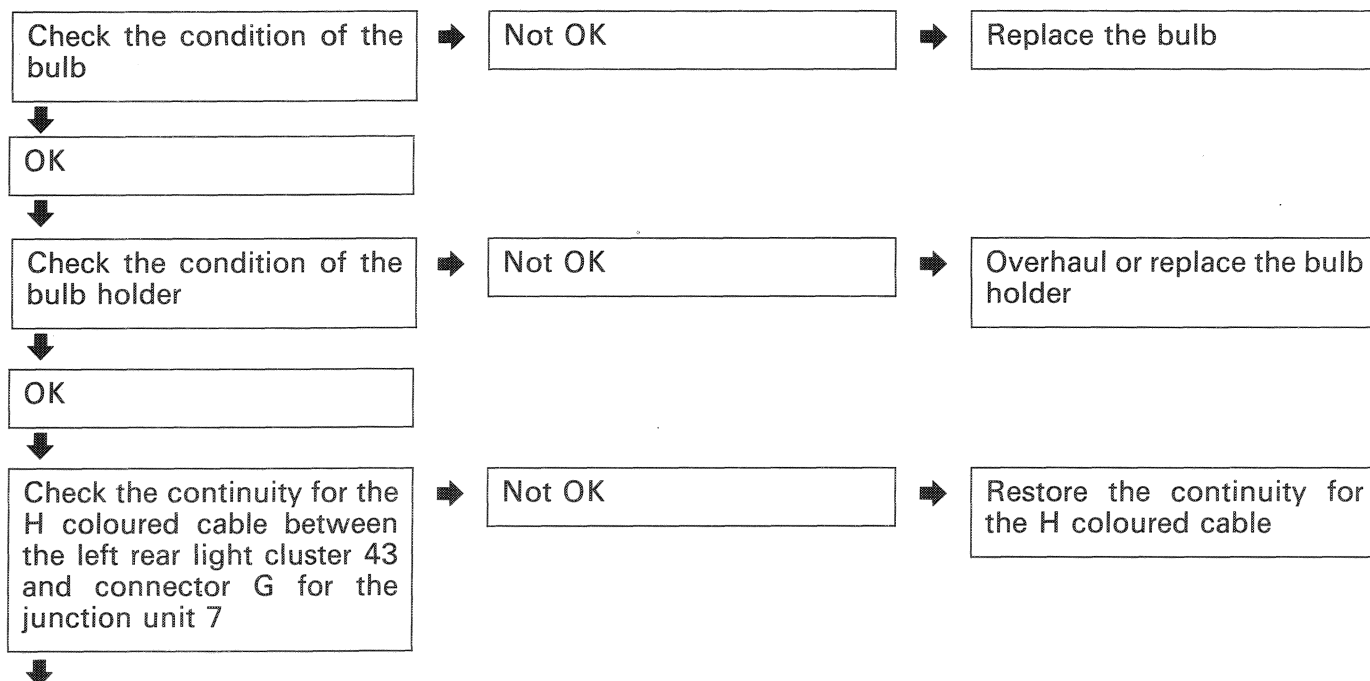 Check the condition of the
bulb
Not OK
Replace the bulb
OK
Check the condition of the
bulb holder
Not OK
Overhaul or replace the bulb
holder
OK
Check the continuity for the
H coloured cable between
the left rear light cluster 43
and connector G for the
junction unit 7
Not OK
Restore the continuity for
the H coloured cable